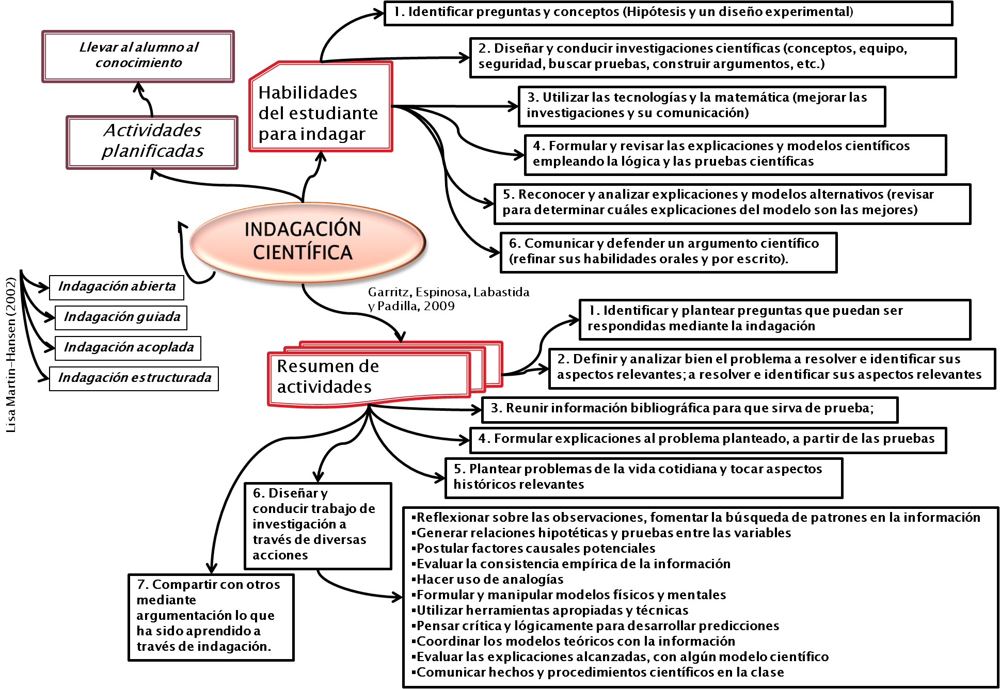 1. Identificar preguntas y conceptos (Hipótesis y un diseño experimental)
Llevar al alumno al
conocimiento
2. Diseñar y conducir investigaciones científicas (conceptos, equipo,
seguridad, buscar pruebas, construir argumentos, etc.)
Habilidades
del estudiante
para indagar
3. Utilizar las tecnologías y la matemática (mejorar las
investigaciones y su comunicación)
Actividades
planificadas
4. Formular y revisar las explicaciones y modelos científicos
empleando la lógica y las pruebas científicas
5. Reconocer y analizar explicaciones y modelos alternativos (revisar
para determinar cuáles explicaciones del modelo son las mejores)
INDAGACIÓN
CIENTÍFICA
6. Comunicar y defender un argumento científico
(refinar sus habilidades orales y por escrito).
Lisa Martin-Hansen (2002)
Indagación abierta
Indagación guiada
Indagación acoplada
Indagación estructurada
Garritz, Espinosa, Labastida
y Padilla, 2009
1. Identificar y plantear preguntas que puedan ser
respondidas mediante la indagación
Resumen de
actividades
2. Definir y analizar bien el problema a resolver e identificar sus
aspectos relevantes; a resolver e identificar sus aspectos relevantes
3. Reunir información bibliográfica para que sirva de prueba;
4. Formular explicaciones al problema planteado, a partir de las pruebas
5. Plantear problemas de la vida cotidiana y tocar aspectos
históricos relevantes
6. Diseñar y
conducir trabajo de
investigación a
través de diversas
acciones
▪Reflexionar sobre las observaciones, fomentar la búsqueda de patrones en la información
▪Generar relaciones hipotéticas y pruebas entre las variables
▪Postular factores causales potenciales
▪Evaluar la consistencia empírica de la información
▪Hacer uso de analogías
▪Formular y manipular modelos físicos y mentales
▪Utilizar herramientas apropiadas y técnicas
▪Pensar crítica y lógicamente para desarrollar predicciones
▪Coordinar los modelos teóricos con la información
▪Evaluar las explicaciones alcanzadas, con algún modelo científico
▪Comunicar hechos y procedimientos científicos en la clase
7. Compartir con otros
mediante
argumentación lo que
ha sido aprendido a
través de indagación.